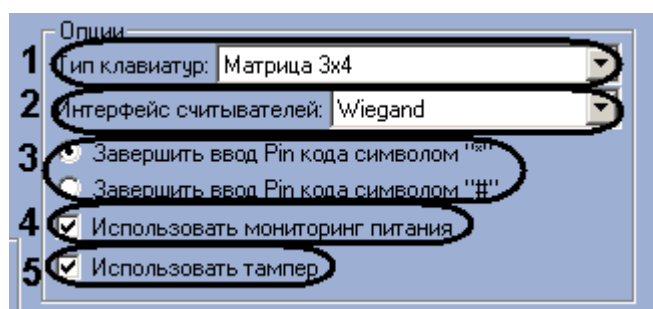 Опции
1 Тип клавиатур: Матрица 3x4
2 Интерфейс считывателей: Wiegand
3 Завершить ввод Pin кода символом "*"
Завершить ввод Pin кода символом "#"
4 Использовать мониторинг питания
5 Использовать тампер